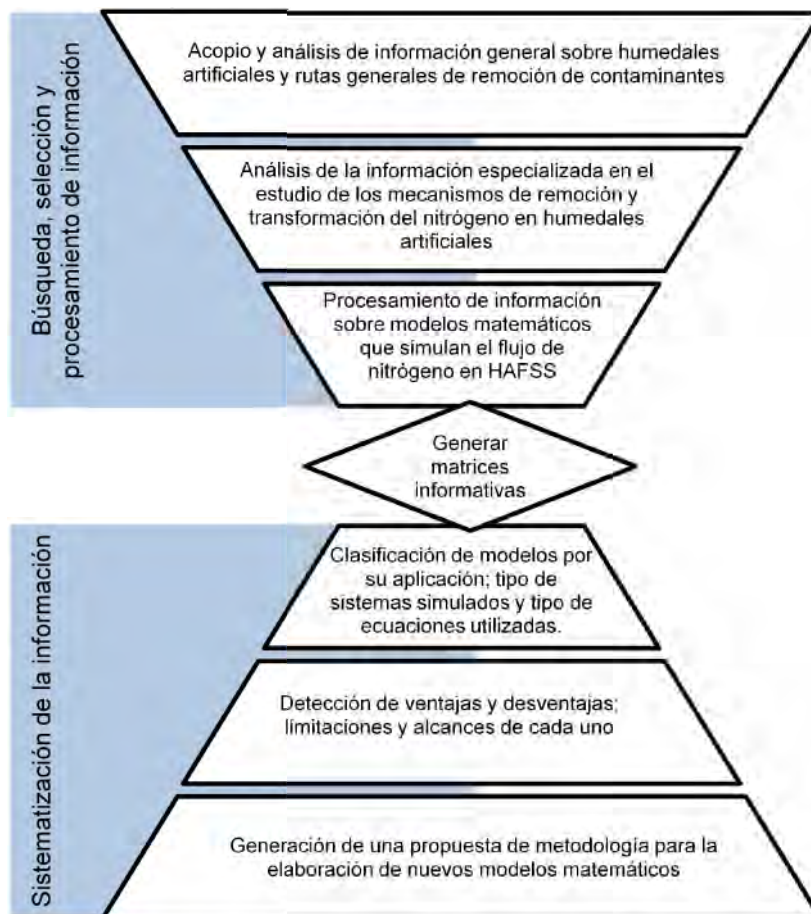 Búsqueda, selección y
procesamiento de información
Acopio y análisis de información general sobre humedales
artificiales y rutas generales de remoción de contaminantes
Análisis de la información especializada en el
estudio de los mecanismos de remoción y
transformación del nitrógeno en humedales
artificiales
Procesamiento de información
sobre modelos matemáticos
que simulan el flujo de
nitrógeno en HAFSS
Generar
matrices
informativas
Sistematización de la información
Clasificación de modelos por
su aplicación; tipo de
sistemas simulados y tipo de
ecuaciones utilizadas.
Detección de ventajas y desventajas;
limitaciones y alcances de cada uno
Generación de una propuesta de metodología para la
elaboración de nuevos modelos matemáticos